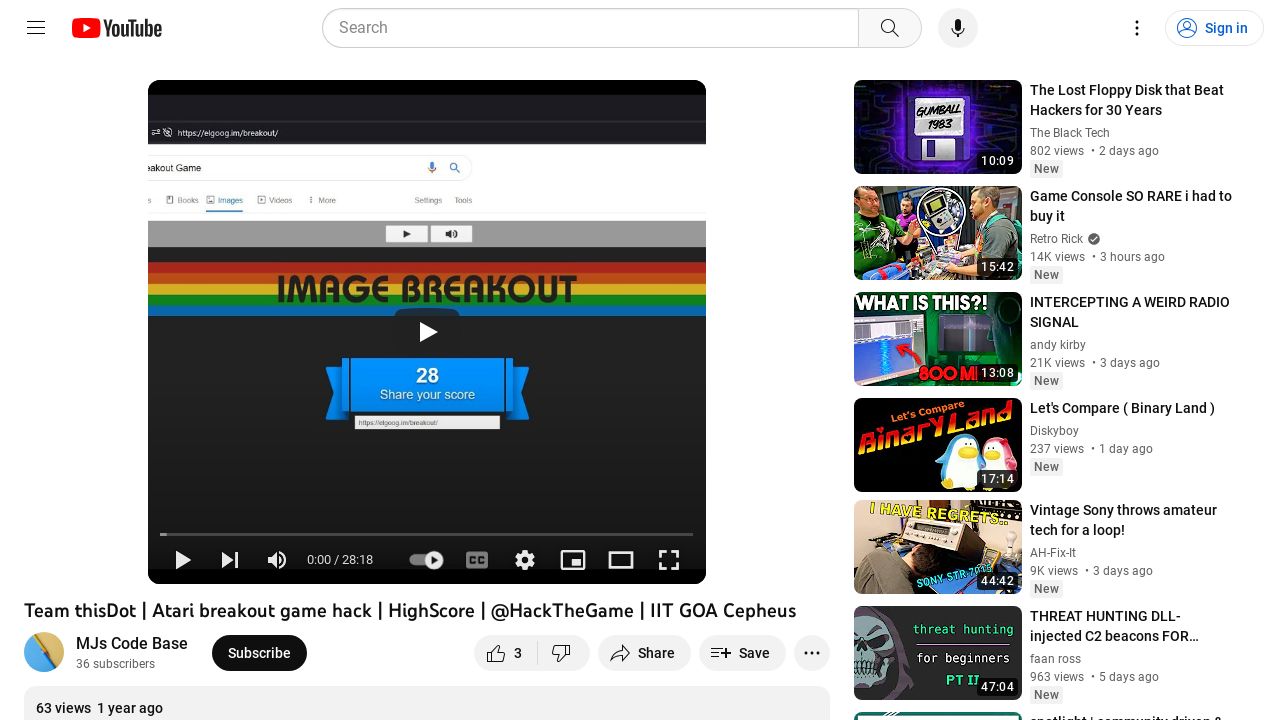 YouTube
Search
Sign in
https://elgoog.im/breakout/
eakout Game
Books
Images
Videos
More
Settings
Tools
IMAGE BREAKOUT
28
Share your score
https://elgoog.im/breakout/
0:00 / 28:18
CC
Team thisDot | Atari breakout game hack | HighScore | @HackTheGame | IIT GOA Cepheus
MJs Code Base
36 subscribers
Subscribe
3
Share
Save
63 views 1 year ago
GUMBALL
1983
10:09
The Lost Floppy Disk that Beat
Hackers for 30 Years
The Black Tech
802 views • 2 days ago
New
15:42
Game Console SO RARE i had to
buy it
Retro Rick
14K views • 3 hours ago
New
WHAT IS THIS?!
13:08
INTERCEPTING A WEIRD RADIO
SIGNAL
andy kirby
21K views • 3 days ago
New
Let's Compare
BINARY LAND
17:14
Let's Compare ( Binary Land )
Diskyboy
237 views • 1 day ago
New
I HAVE REGRETS..
SONY STR-7015
44:42
Vintage Sony throws amateur
tech for a loop!
AH-Fix-It
9K views • 3 days ago
New
threat hunting
for beginners
PT II
47:04
THREAT HUNTING DLL-
injected C2 beacons FOR…
faan ross
963 views • 5 days ago
New